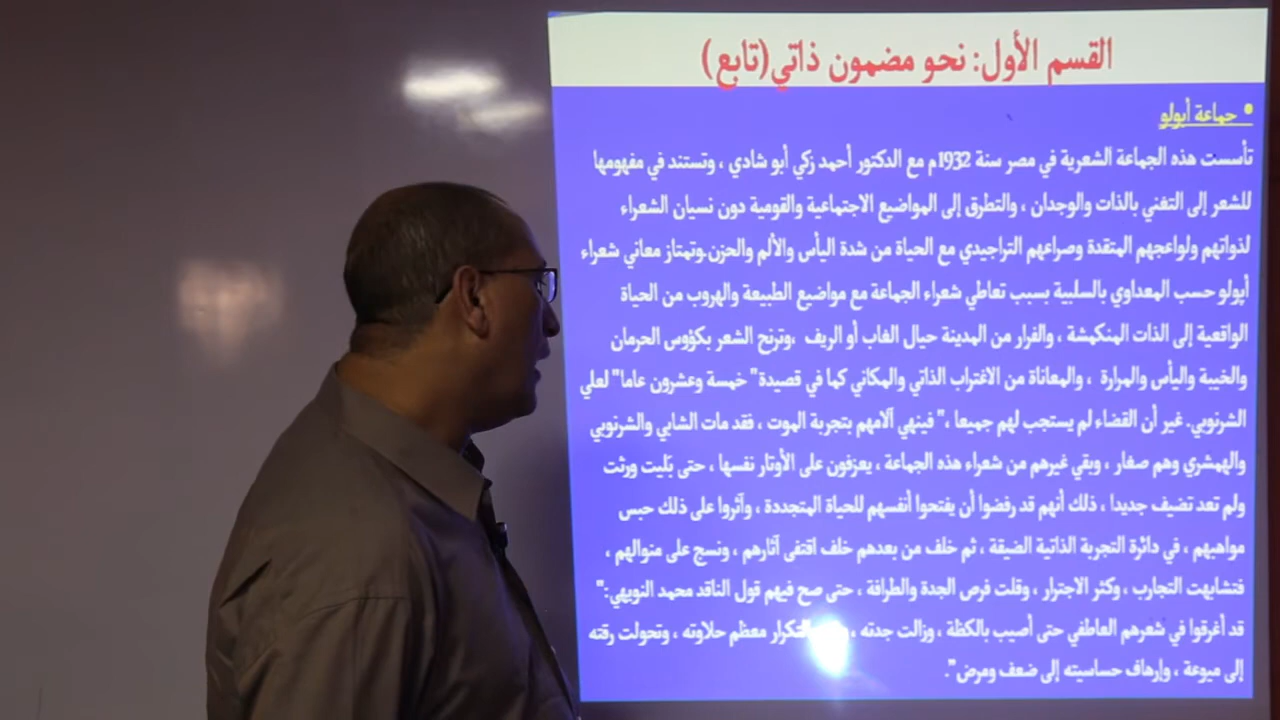 القسم الأول: نحو مضمون ذاتي(تابع)
• جماعة أبولو
تأسست هذه الجماعة الشعرية في مصر سنة 1932م مع الدكتور أحمد زكي أبو شادي ، وتستند في مفهومها
للشعر إلى التغني بالذات والوجدان ، والتطرق إلى المواضيع الاجتماعية والقومية دون نسيان الشعراء
لذواتهم ولواعجهم المتقدة وصراعهم التراجيدي مع الحياة من شدة اليأس والألم والحزن.وتمتاز معاني شعراء
أپولو حسب المعداوي بالسلبية بسبب تعاطي شعراء الجماعة مع مواضيع الطبيعة والهروب من الحياة
الواقعية إلى الذات المنكمشة ، والفرار من المدينة حيال الغاب أو الريف ،وترنح الشعر بكؤوس الحرمان
والخيبة واليأس والمرارة ، والمعاناة من الاغتراب الذاتي والمكاني كما في قصيدة" خمسة وعشرون عاما" لعلي
الشرنوبي. غير أن القضاء لم يستجب لهم جميعا ،" فينهي آلامهم بتجربة الموت ، فقد مات الشابي والشرنوبي
والهمشري وهم صغار ، وبقي غيرهم من شعراء هذه الجماعة ، يعزفون على الأوتار نفسها ، حتى بَليت ورثت
ولم تعد تضيف جديدا ، ذلك أنهم قد رفضوا أن يفتحوا أنفسهم للحياة المتجددة ، وآثروا على ذلك حبس
مواهبهم ، في دائرة التجربة الذاتية الضيقة ، ثم خلف من بعدهم خلف اقتفى آثارهم ، ونسج على منوالهم ،
فتشابهت التجارب ، وكثر الاجترار ، وقلت فرص الجدة والطرافة ، حتى صح فيهم قول الناقد محمد النويهي:"
قد أغرقوا في شعرهم العاطفي حتى أصيب بالكظة ، وزالت جدته ، التكرار معظم حلاوته ، وتحولت رقته
إلى ميوعة ، وإرهاف حساسيته إلى ضعف ومرض".